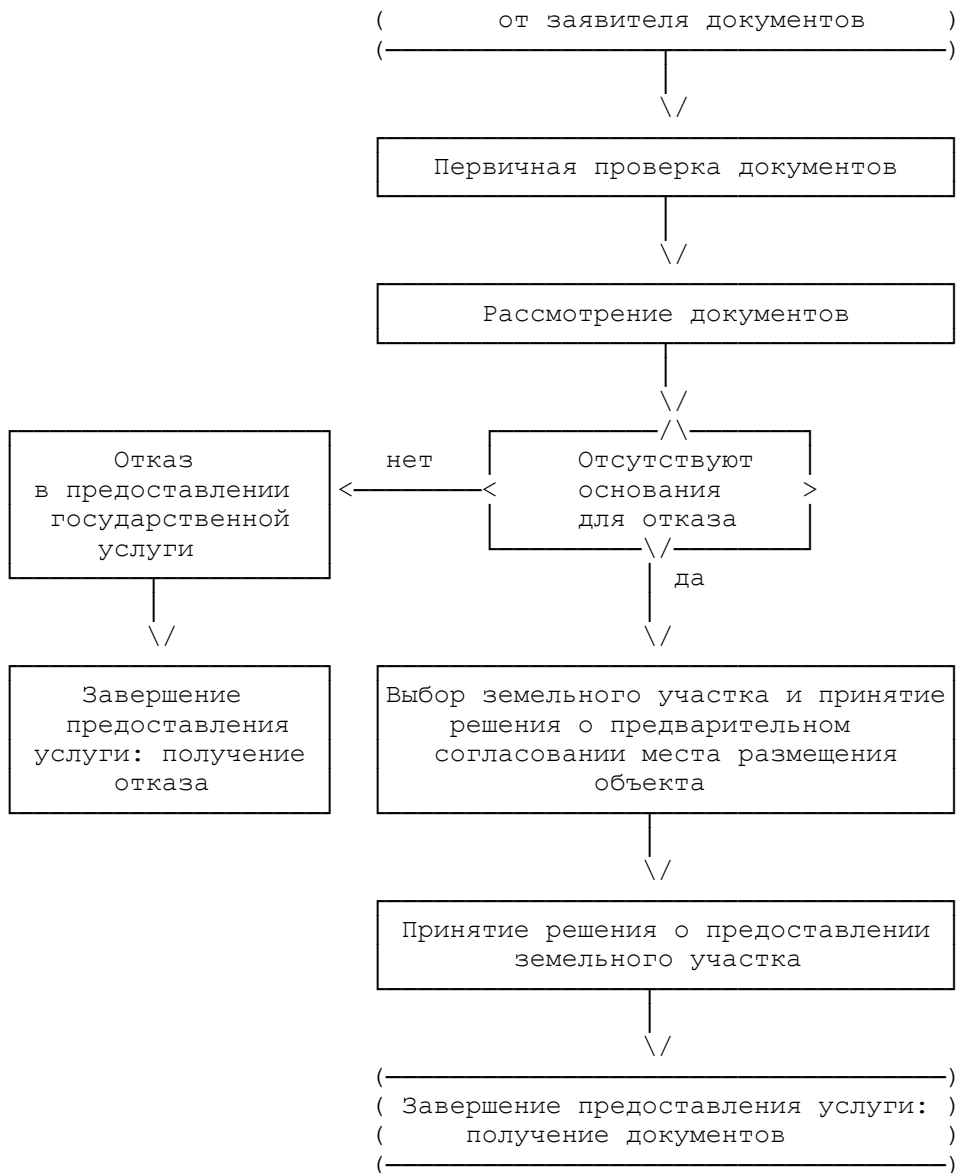 от заявителя документов
Первичная проверка документов
Рассмотрение документов
Отказ
в предоставлении
государственной
услуги
нет
Отсутствуют
основания
для отказа
да
Завершение
предоставления
услуги: получение
отказа
Выбор земельного участка и принятие
решения о предварительном
согласовании места размещения
объекта
Принятие решения о предоставлении
земельного участка
Завершение предоставления услуги:
получение документов